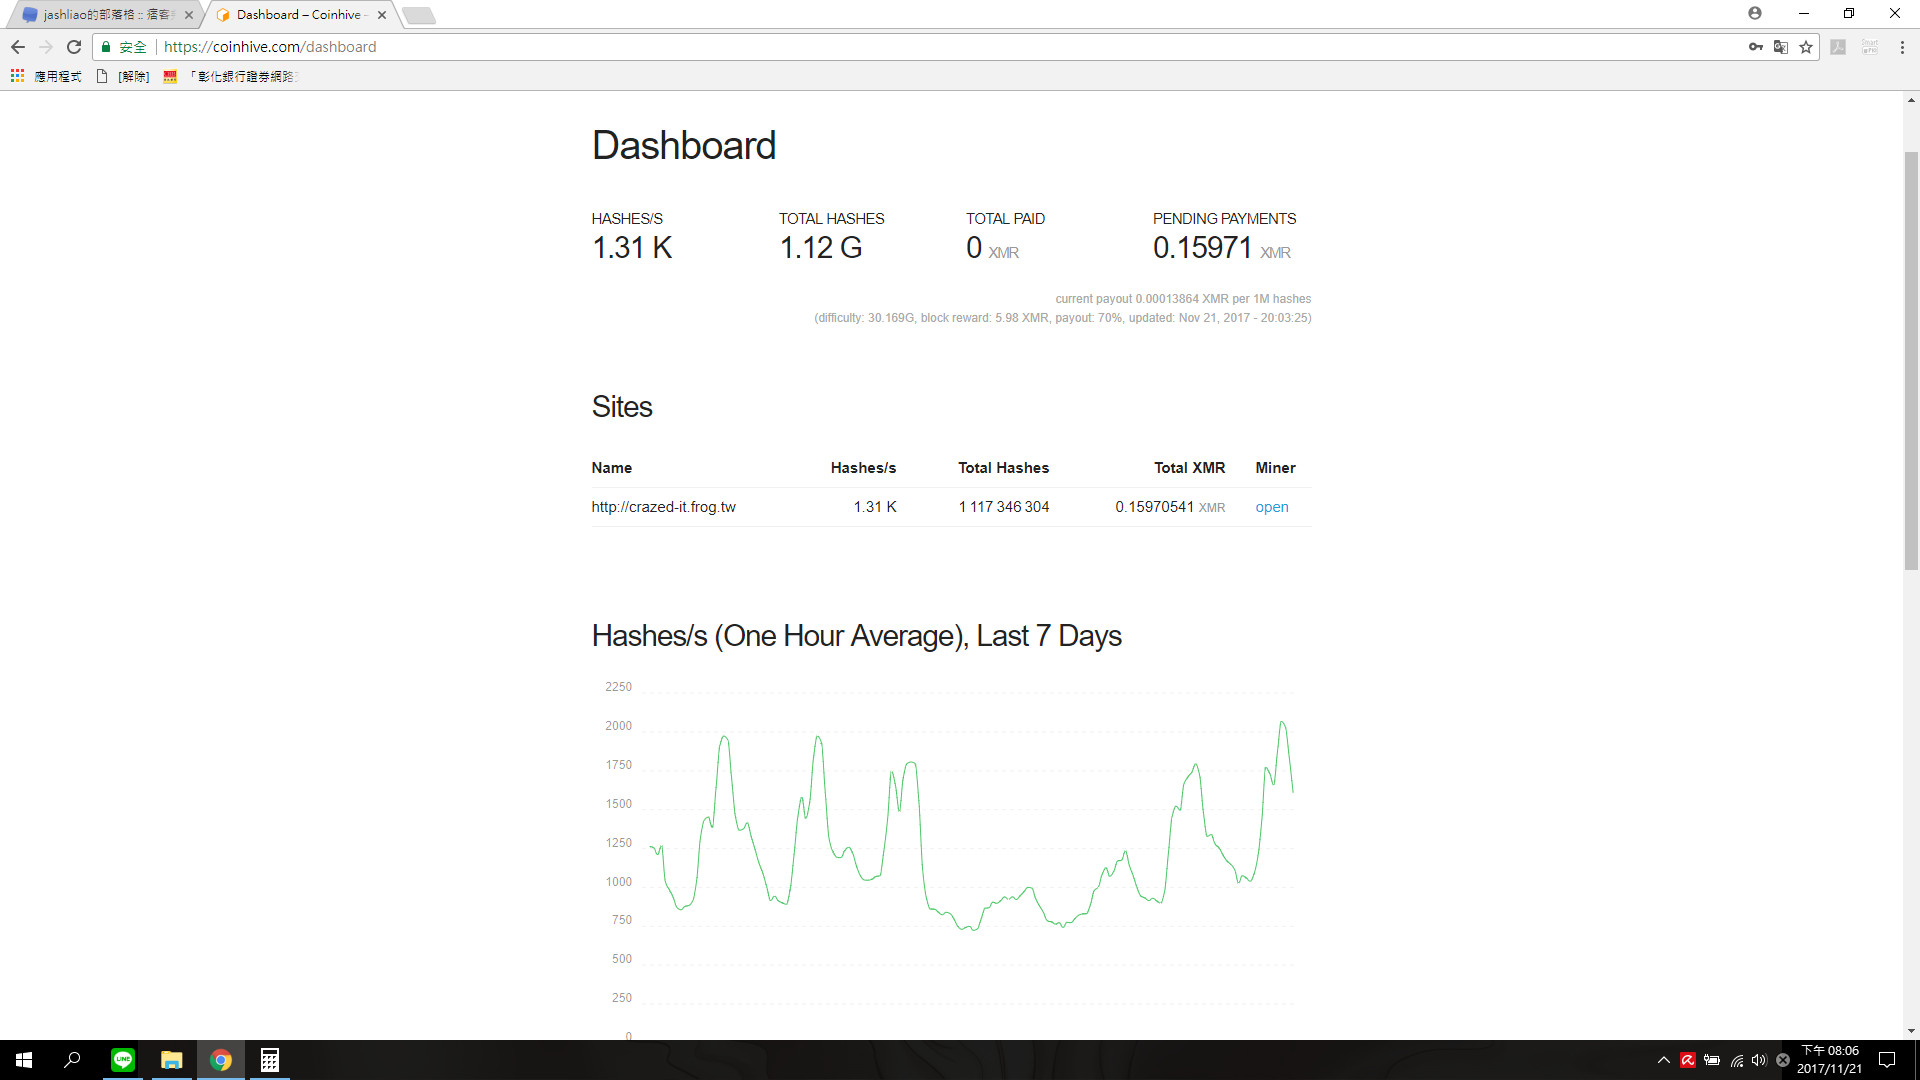 jashliao的部落格 :: 痞客
Dashboard – Coinhive -
安全 https://coinhive.com/dashboard
應用程式 [解除] 「彰化銀行證券網路
Dashboard
HASHES/S TOTAL HASHES TOTAL PAID PENDING PAYMENTS
1.31 K 1.12 G 0 XMR 0.15971 XMR
current payout 0.00013864 XMR per 1M hashes
(difficulty: 30.169G, block reward: 5.98 XMR, payout: 70%, updated: Nov 21, 2017 - 20:03:25)
Sites
Name Hashes/s Total Hashes Total XMR Miner
http://crazed-it.frog.tw 1.31 K 1 117 346 304 0.15970541 XMR open
Hashes/s (One Hour Average), Last 7 Days
2250
2000
1750
1500
1250
1000
750
500
250
0
LINE
下午 08:06
2017/11/21